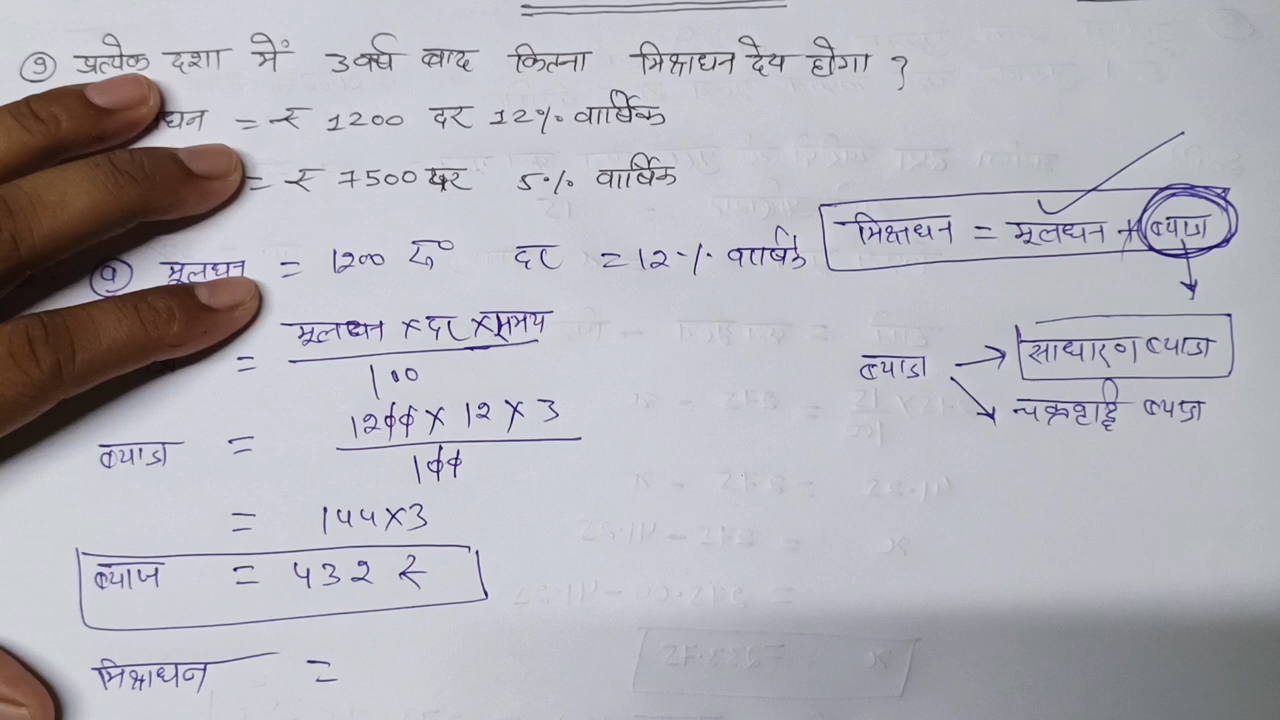 9 प्रत्येक दशा में 3 वर्ष बाद कितना मिश्रधन देय होगा ?
धन = ₹ 1200 दर 12% वार्षिक
= ₹ 7500 दर 5% वार्षिक
मिश्रधन = मूलधन + ब्याज
(a) मूलधन = 1200 रु० दर = 12% वार्षिक
= मूलधन × दर × समय
100
ब्याज → साधारण ब्याज
→ चक्रवृद्धि ब्याज
ब्याज = 1200 × 12 × 3
100
= 144 × 3
ब्याज = 432 ₹
मिश्रधन =